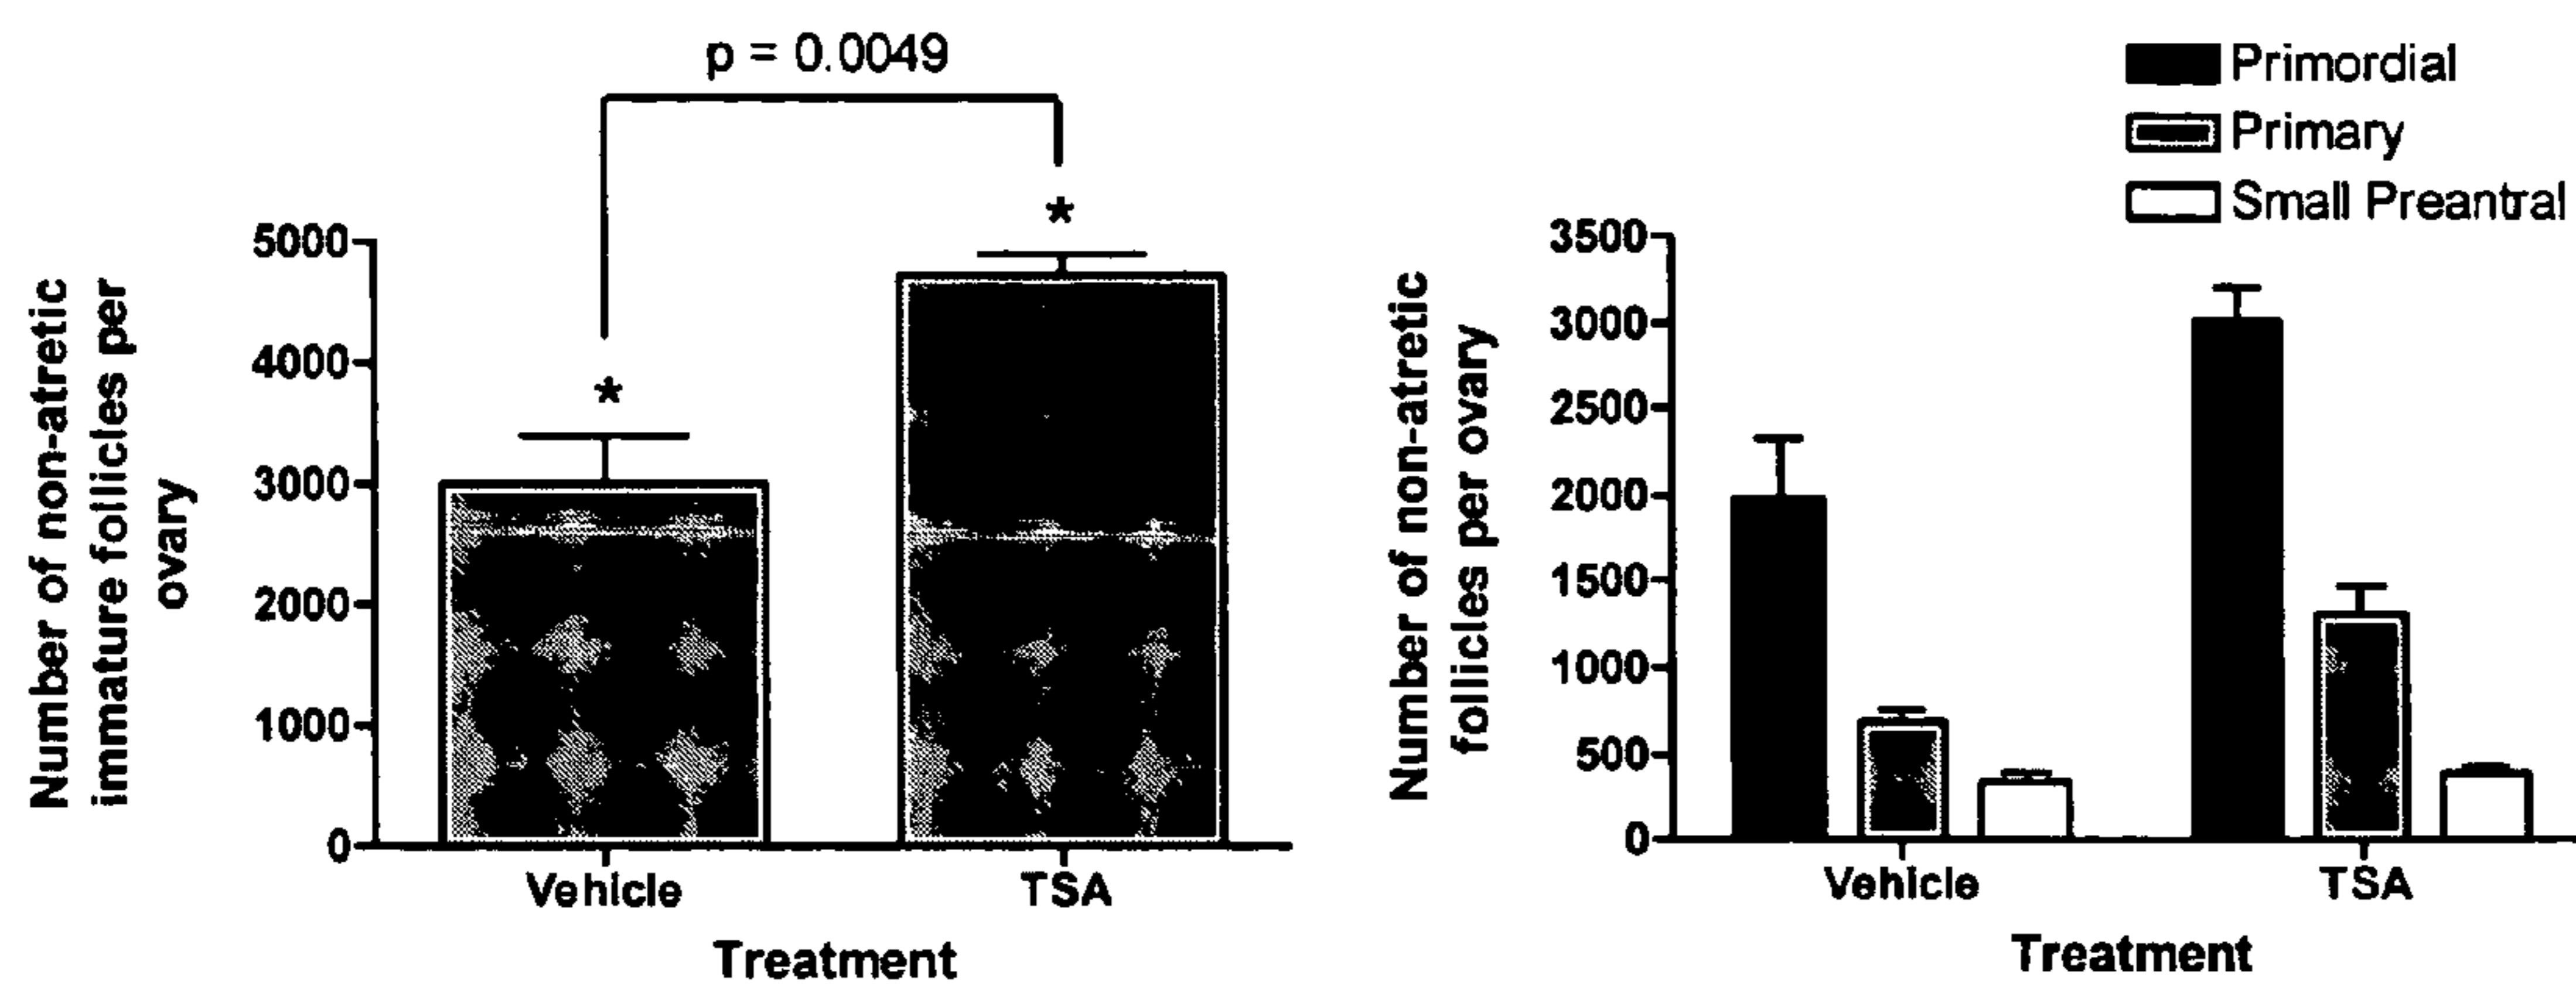 p = 0.0049
*
*
5000
4000
3000
2000
1000
0
Number of non-atretic
immature follicles per
ovary
Vehicle
TSA
Treatment
Primordial
Primary
Small Preantral
3500
3000
2500
2000
1500
1000
500
0
Number of non-atretic
follicles per ovary
Vehicle
TSA
Treatment